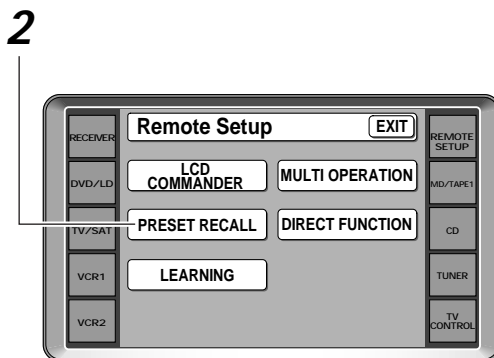 2
RECEIVER
DVD/LD
TV/SAT
VCR1
VCR2
Remote Setup
EXIT
LCD
COMMANDER
MULTI OPERATION
PRESET RECALL
DIRECT FUNCTION
LEARNING
REMOTE
SETUP
MD/TAPE1
CD
TUNER
TV
CONTROL